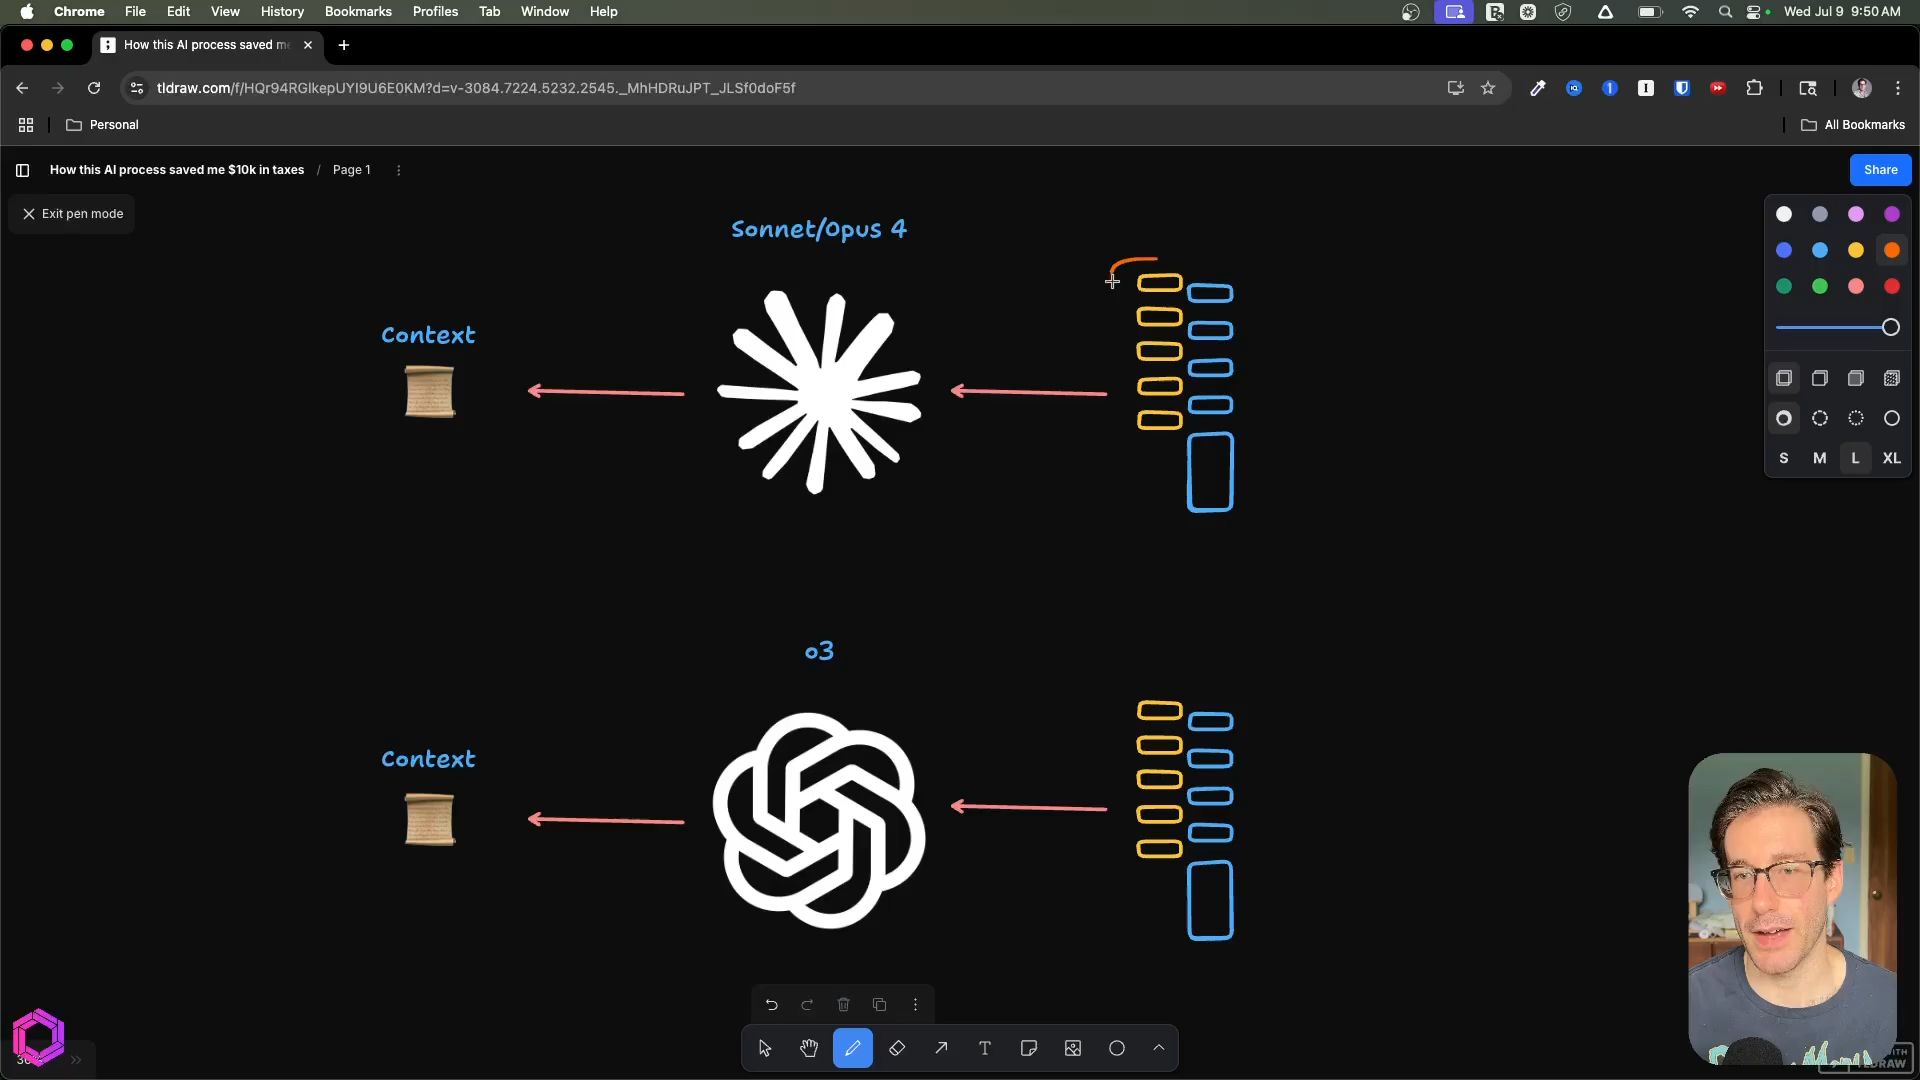 Chrome File Edit View History Bookmarks Profiles Tab Window Help Wed Jul 9 9:50 AM
How this AI process saved me
tldraw.com/f/HQr94RGlkepUYI9U6E0KM?d=v-3084.7224.5232.2545._MhHDRuJPT_JLSf0doF5f
Personal
All Bookmarks
How this AI process saved me $10k in taxes / Page 1
Share
Exit pen mode
Sonnet/Opus 4
Context
S M L XL
o3
Context